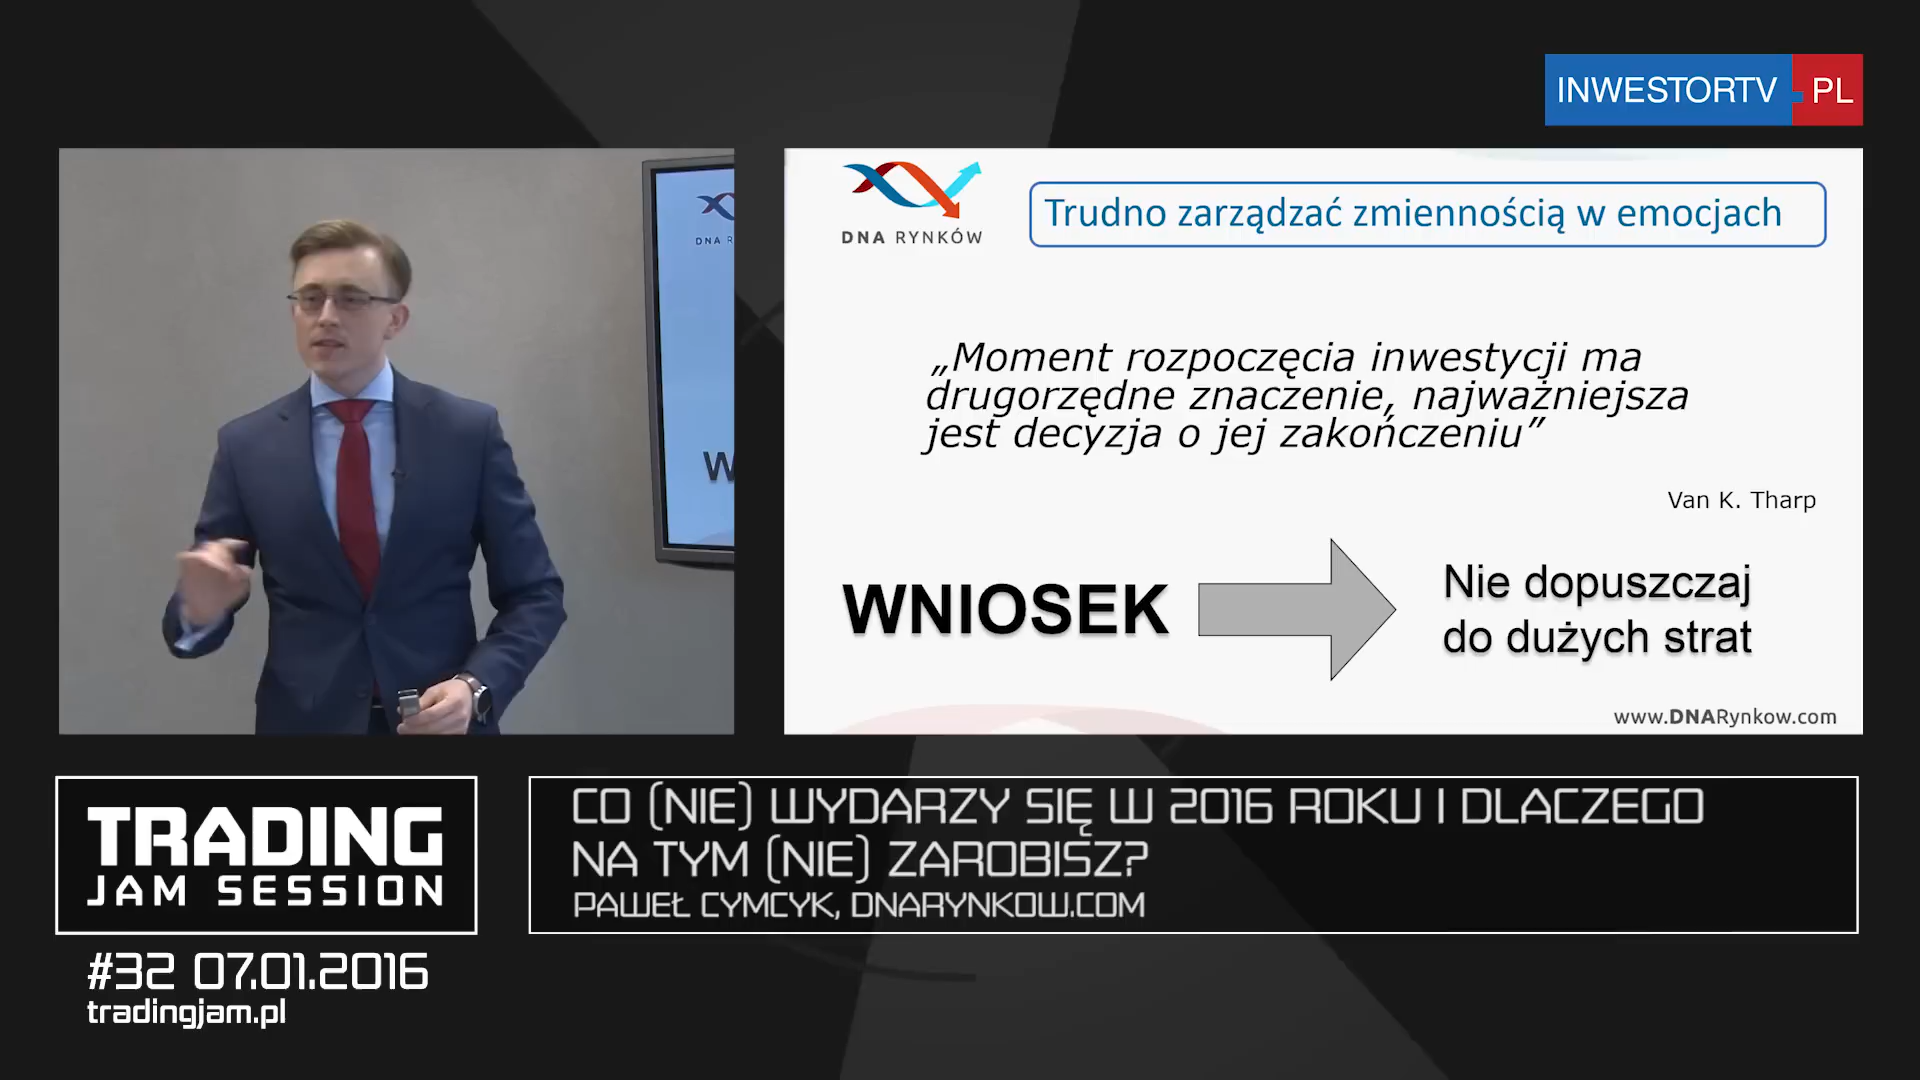 INWESTORTV.PL
DNA RYNKÓW
Trudno zarządzać zmiennością w emocjach
„Moment rozpoczęcia inwestycji ma
drugorzędne znaczenie, najważniejsza
jest decyzja o jej zakończeniu”
Van K. Tharp
WNIOSEK
Nie dopuszczaj
do dużych strat
www.DNARynkow.com
DNA R
W
TRADING
JAM SESSION
#32 07.01.2016
tradingjam.pl
CO (NIE) WYDARZY SIĘ W 2016 ROKU I DLACZEGO
NA TYM (NIE) ZAROBISZ?
PAWEŁ CYMCYK, DNARYNKOW.COM